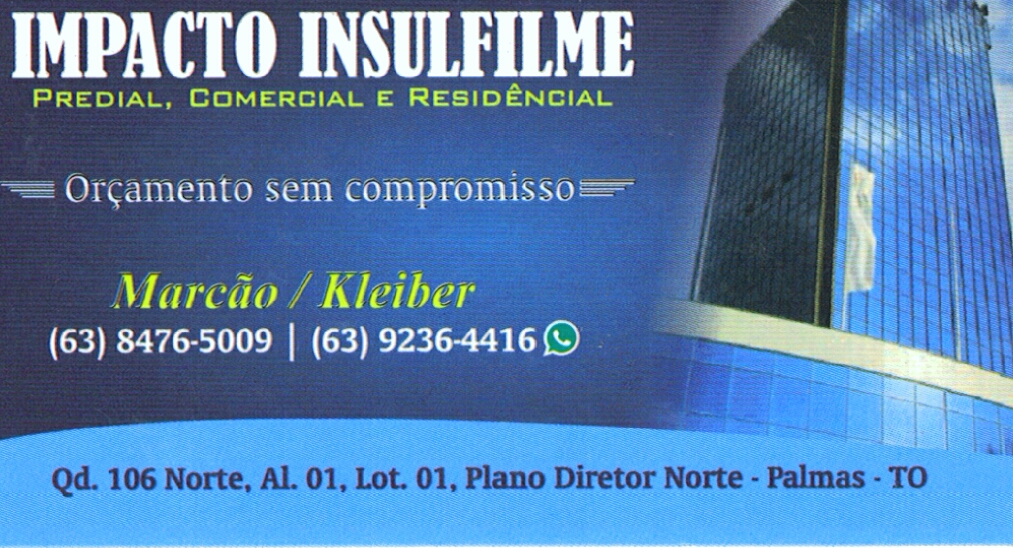 IMPACTO INSULFILME
PREDIAL, COMERCIAL E RESIDÊNCIAL
Orçamento sem compromisso
Marcão / Kleiber
(63) 8476-5009 | (63) 9236-4416
Qd. 106 Norte, Al. 01, Lot. 01, Plano Diretor Norte - Palmas - TO